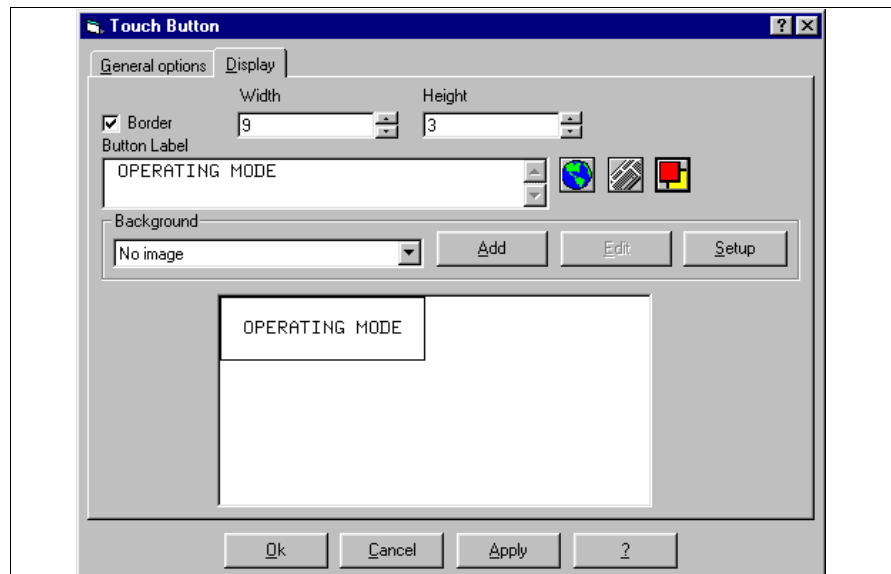 Touch Button
General options Display
Width Height
Border 9 3
Button Label
OPERATING MODE
Background
No image Add Edit Setup
OPERATING MODE
Ok Cancel Apply ?